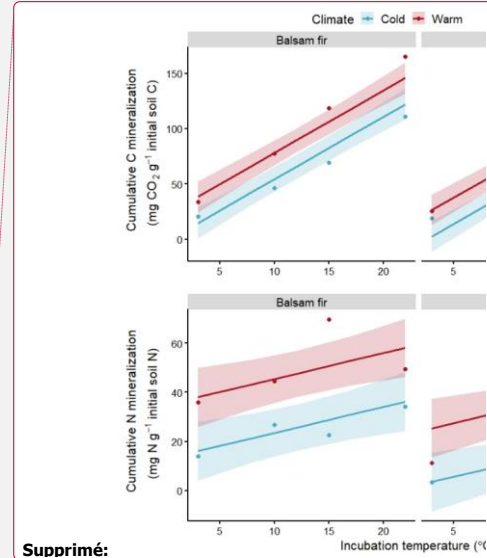 Climate Cold Warm
Balsam fir
Cumulative C mineralization
(mg CO₂ g⁻¹ initial soil C)
150
100
50
0
5 10 15 20 5
Balsam fir
Cumulative N mineralization
(mg N g⁻¹ initial soil N)
60
40
20
0
5 10 15 20 5
Incubation temperature (°C
Supprimé: